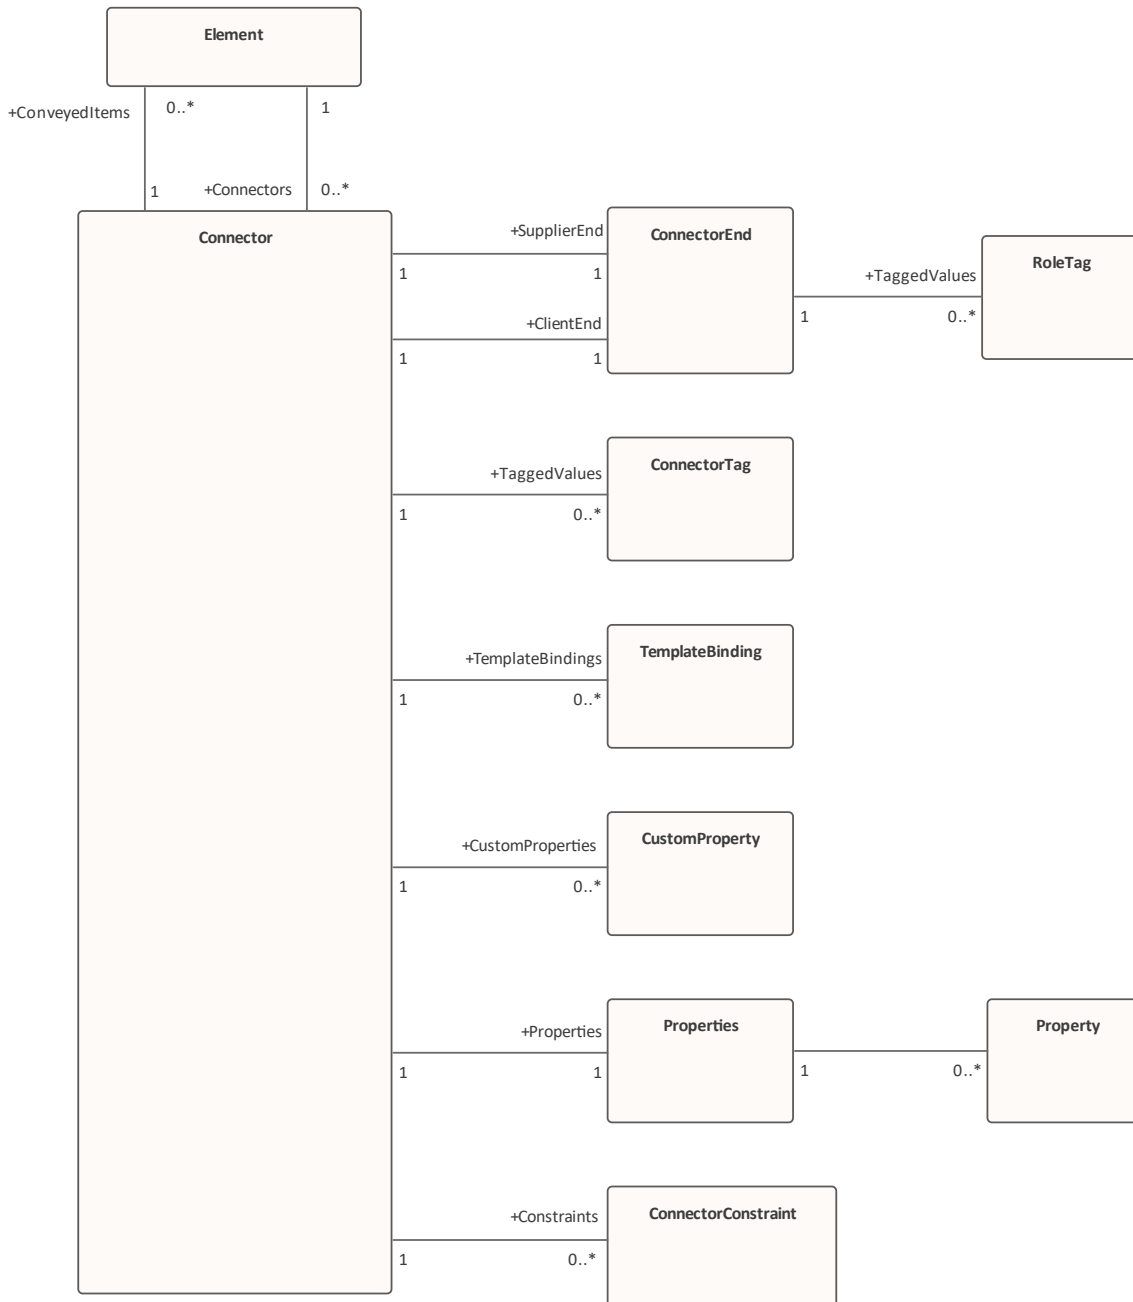 Element
+ConveyedItems
0..*
1
1
+Connectors
0..*
Connector
+SupplierEnd
1
1
ConnectorEnd
+ClientEnd
1
1
+TaggedValues
1
0..*
RoleTag
+TaggedValues
1
0..*
ConnectorTag
+TemplateBindings
1
0..*
TemplateBinding
+CustomProperties
1
0..*
CustomProperty
+Properties
1
1
Properties
1
0..*
Property
+Constraints
1
0..*
ConnectorConstraint